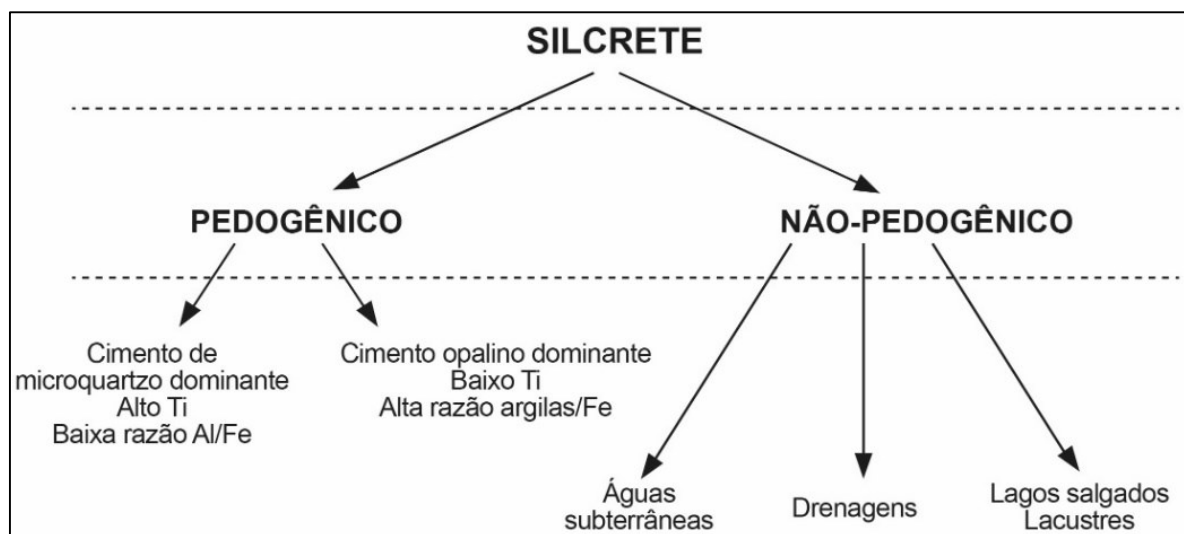 SILCRETE
PEDOGÊNICO
NÃO-PEDOGÊNICO
Cimento de
microquartzo dominante
Alto Ti
Baixa razão Al/Fe
Cimento opalino dominante
Baixo Ti
Alta razão argilas/Fe
Águas
subterrâneas
Drenagens
Lagos salgados
Lacustres